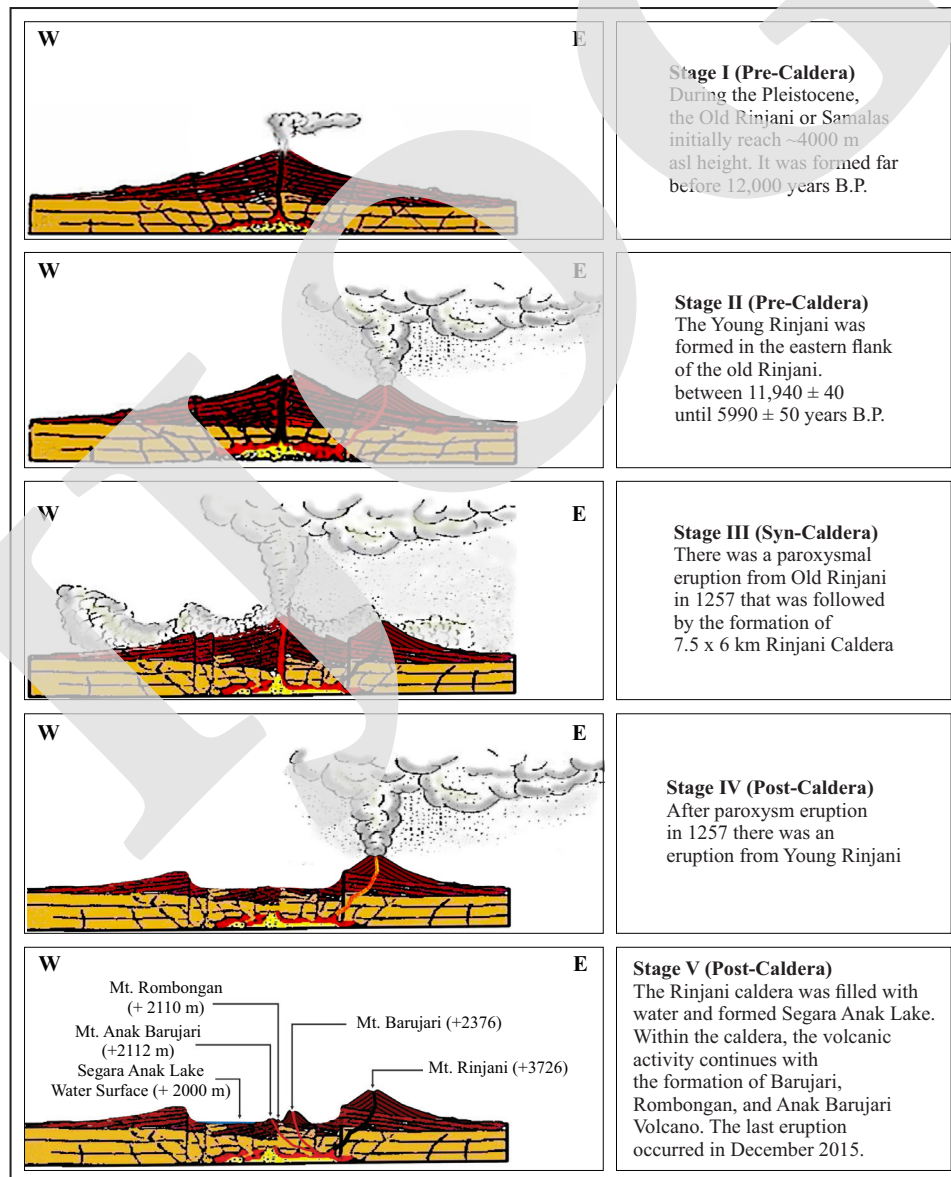 W E
Stage I (Pre-Caldera)
During the Pleistocene,
the Old Rinjani or Samalas
initially reach ~4000 m
asl height. It was formed far
before 12,000 years B.P.
W E
Stage II (Pre-Caldera)
The Young Rinjani was
formed in the eastern flank
of the old Rinjani.
between 11,940 ± 40
until 5990 ± 50 years B.P.
W E
Stage III (Syn-Caldera)
There was a paroxysmal
eruption from Old Rinjani
in 1257 that was followed
by the formation of
7.5 x 6 km Rinjani Caldera
W E
Stage IV (Post-Caldera)
After paroxysm eruption
in 1257 there was an
eruption from Young Rinjani
W E
Mt. Rombongan
(+ 2110 m)
Mt. Anak Barujari
(+2112 m)
Segara Anak Lake
Water Surface (+ 2000 m)
Mt. Barujari (+2376)
Mt. Rinjani (+3726)
Stage V (Post-Caldera)
The Rinjani caldera was filled with
water and formed Segara Anak Lake.
Within the caldera, the volcanic
activity continues with
the formation of Barujari,
Rombongan, and Anak Barujari
Volcano. The last eruption
occurred in December 2015.